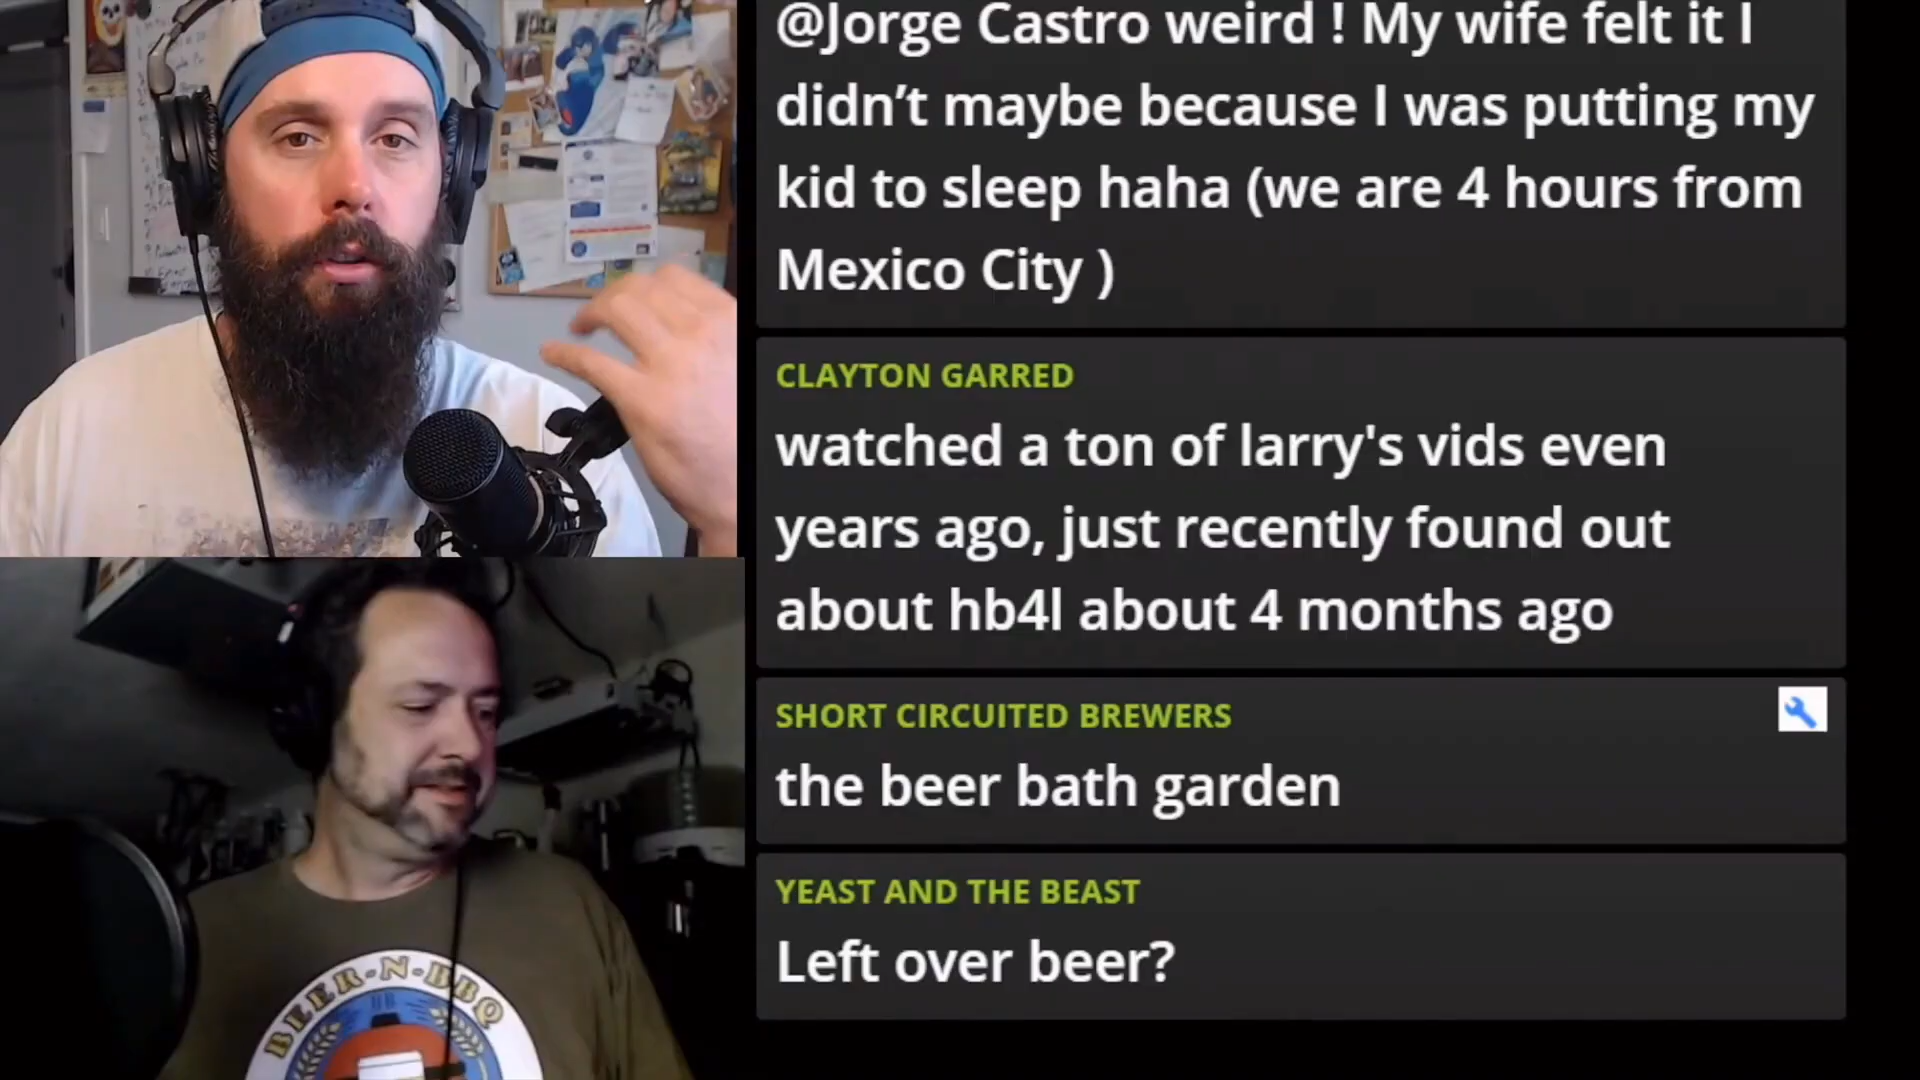 @Jorge Castro weird ! My wife felt it I
didn’t maybe because I was putting my
kid to sleep haha (we are 4 hours from
Mexico City )
CLAYTON GARRED
watched a ton of larry's vids even
years ago, just recently found out
about hb4l about 4 months ago
SHORT CIRCUITED BREWERS
the beer bath garden
YEAST AND THE BEAST
Left over beer?
BEER-N-BBQ